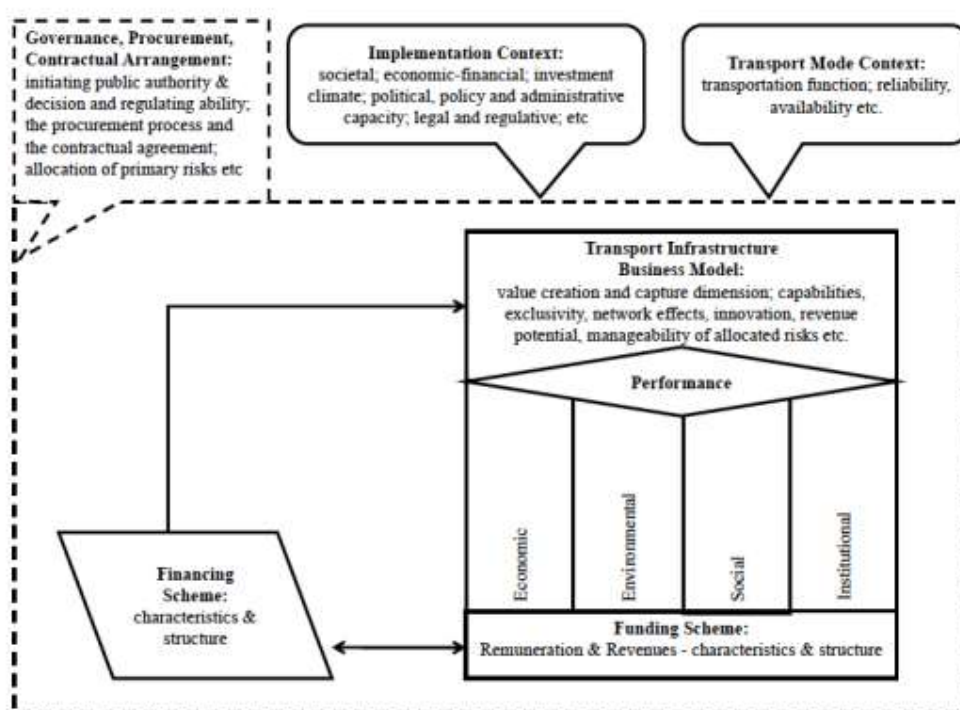 Governance, Procurement,
Contractual Arrangement:
initiating public authority &
decision and regulating ability;
the procurement process and
the contractual agreement;
allocation of primary risks etc
Implementation Context:
societal; economic-financial; investment
climate; political, policy and administrative
capacity; legal and regulative; etc
Transport Mode Context:
transportation function; reliability,
availability etc.
Transport Infrastructure
Business Model:
value creation and capture dimension; capabilities,
exclusivity, network effects, innovation, revenue
potential, manageability of allocated risks etc.
Performance
Economic
Environmental
Social
Institutional
Financing
Scheme:
characteristics &
structure
Funding Scheme:
Remuneration & Revenues - characteristics & structure